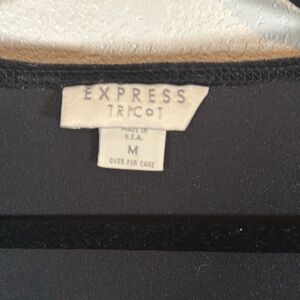 EXPRESS
TRICOT
MADE IN
U.S.A.
M
OVER FOR CARE